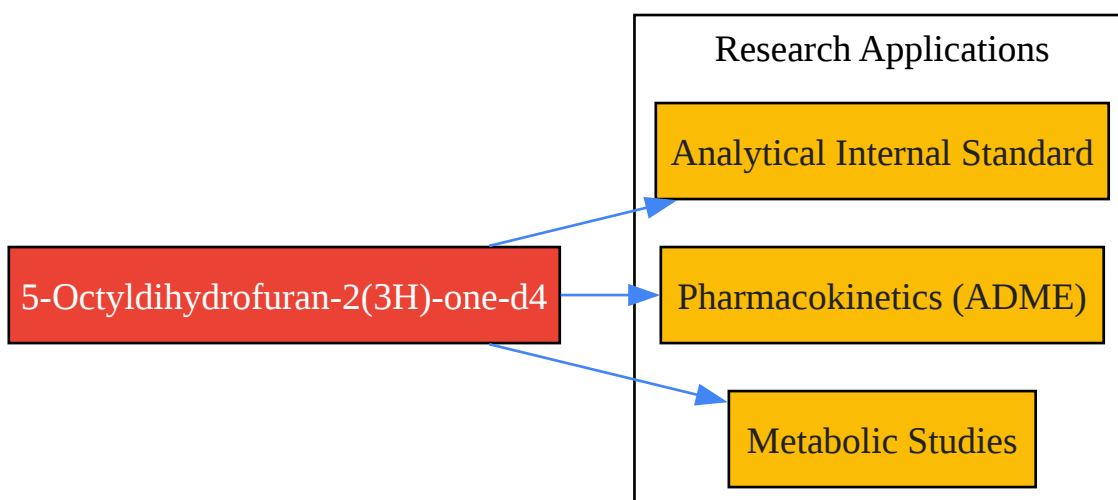 Research Applications
Analytical Internal Standard
5-Octyldihydrofuran-2(3H)-one-d4
Pharmacokinetics (ADME)
Metabolic Studies